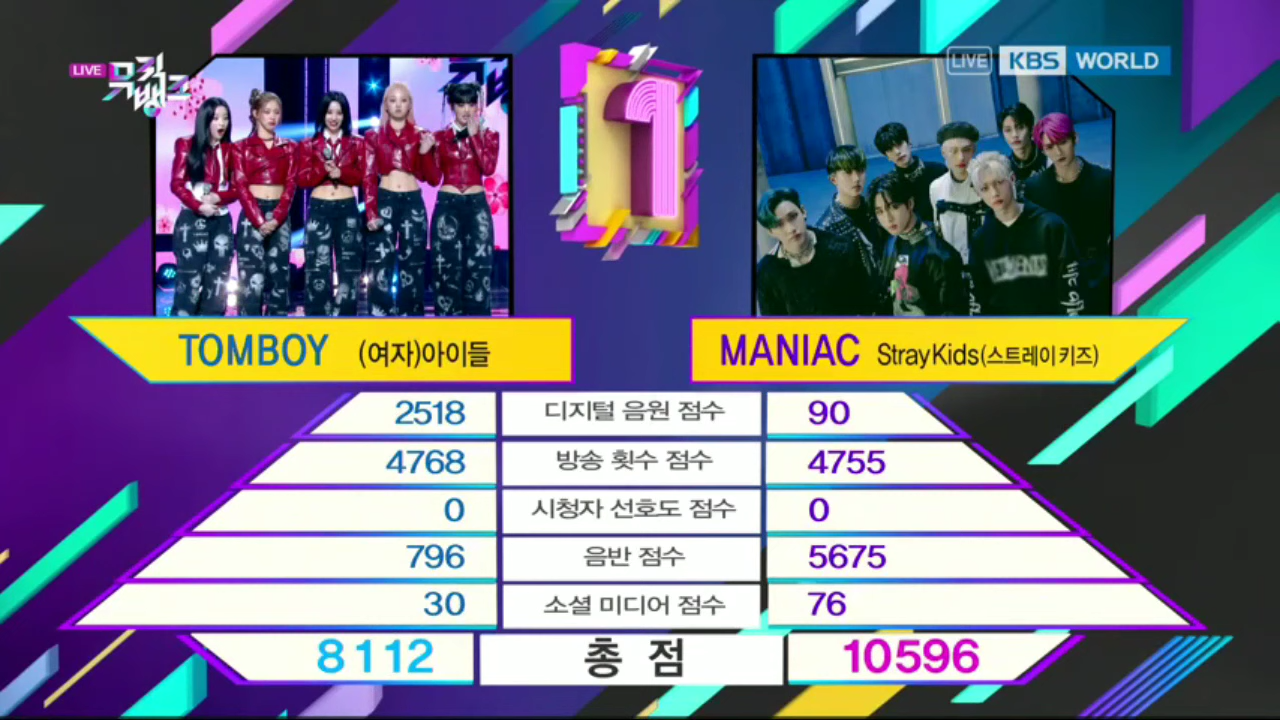 LIVE
뮤직
뱅크
LIVE KBS WORLD
1
TOMBOY (여자)아이들
MANIAC StrayKids(스트레이 키즈)
2518 디지털 음원 점수 90
4768 방송 횟수 점수 4755
0 시청자 선호도 점수 0
796 음반 점수 5675
30 소셜 미디어 점수 76
8112 총 점 10596